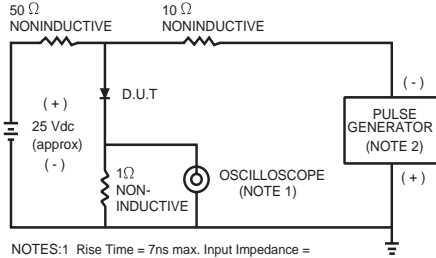 50 Ω
NONINDUCTIVE
10 Ω
NONINDUCTIVE
(+)
25 Vdc
(approx)
(-)
D.U.T
1Ω
NON-
INDUCTIVE
OSCILLOSCOPE
(NOTE 1)
(-)
PULSE
GENERATOR
(NOTE 2)
(+)
NOTES:1 Rise Time = 7ns max. Input Impedance =